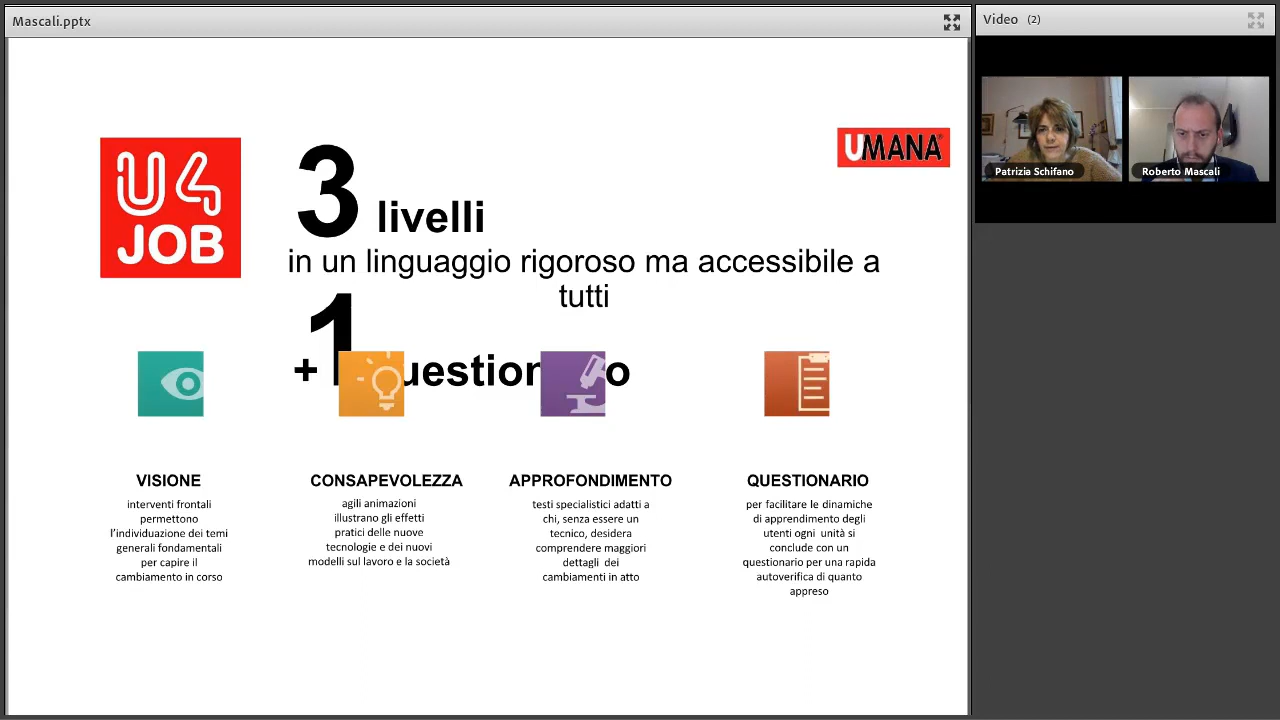 Mascali.pptx
Video (2)
Patrizia Schifano
Roberto Mascali
U4
JOB
UMANA®
3 livelli
in un linguaggio rigoroso ma accessibile a
tutti
+ 1
VISIONE
interventi frontali
permettono
l'individuazione dei temi
generali fondamentali
per capire il
cambiamento in corso
CONSAPEVOLEZZA
agili animazioni
illustrano gli effetti
pratici delle nuove
tecnologie e dei nuovi
modelli sul lavoro e la società
APPROFONDIMENTO
testi specialistici adatti a
chi, senza essere un
tecnico, desidera
comprendere maggiori
dettagli dei
cambiamenti in atto
QUESTIONARIO
per facilitare le dinamiche
di apprendimento degli
utenti ogni unità si
conclude con un
questionario per una rapida
autoverifica di quanto
appreso